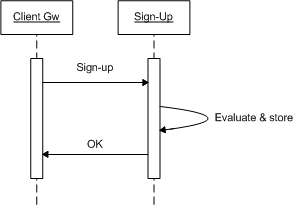 Client Gw
Sign-Up
Sign-up
Evaluate & store
OK